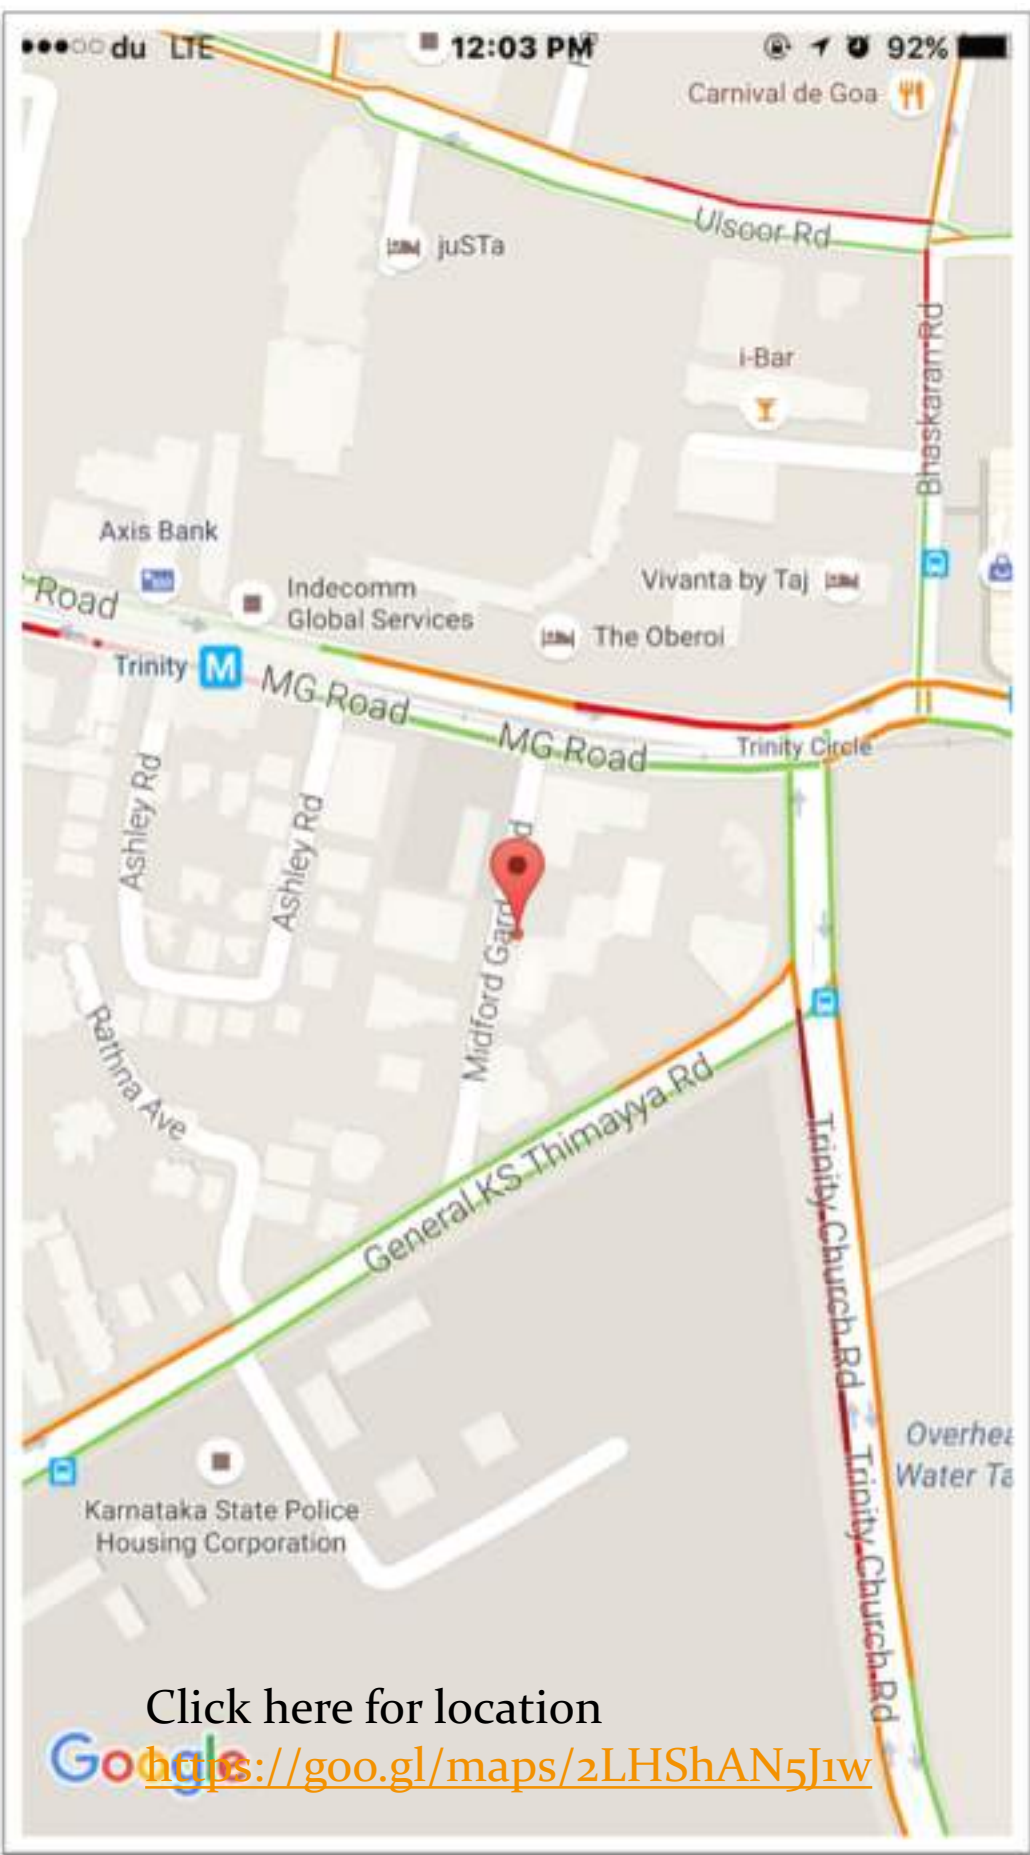 du LTE 12:03 PM 92%
Carnival de Goa
Ulsoor Rd
juSTa
Bhaskaran Rd
i-Bar
Axis Bank
Vivanta by Taj
Indecomm
Global Services
Road
The Oberoi
Trinity M
MG Road
MG Road
Trinity Circle
Ashley Rd
Ashley Rd
Midford Gard
d
Rathna Ave
General KS Thimayya Rd
Trinity Church Rd
Overhea
Water Ta
Trinity Church Rd
Karnataka State Police
Housing Corporation
Click here for location
Google
https://goo.gl/maps/2LHShAN5J1w